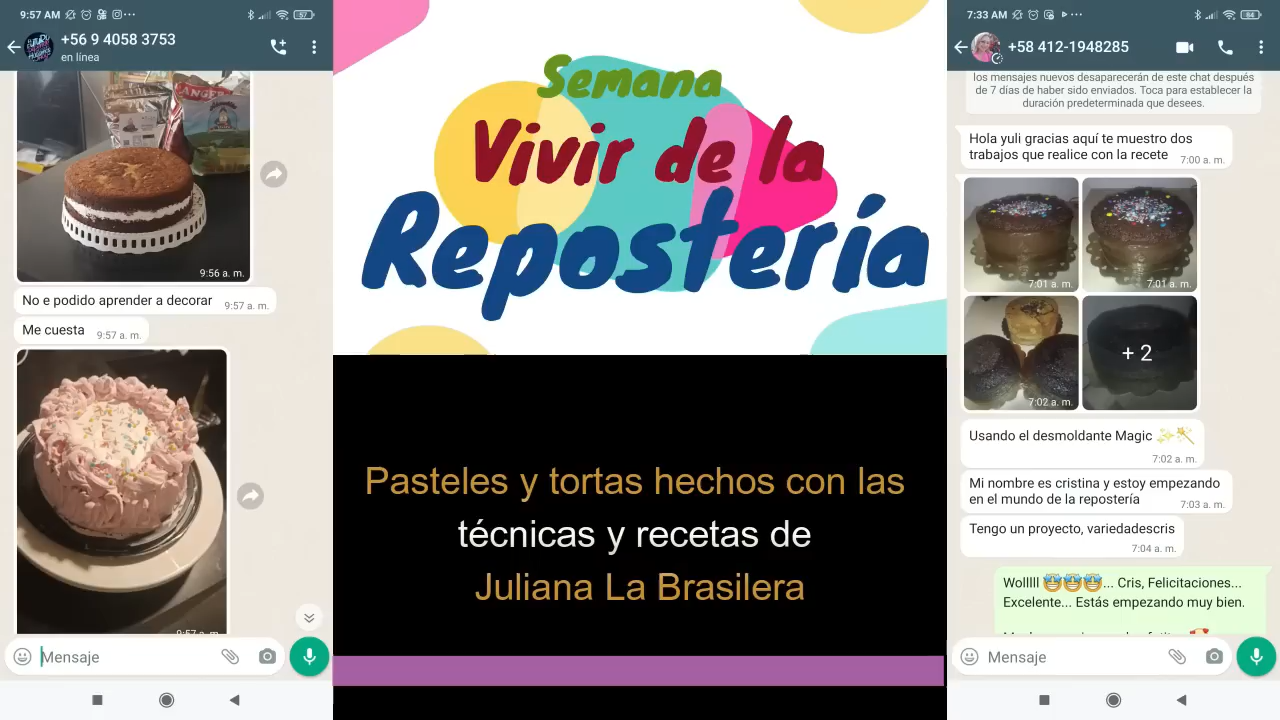 9:57 AM
57
+56 9 4058 3753
en línea
9:56 a. m.
No e podido aprender a decorar 9:57 a. m.
Me cuesta 9:57 a. m.
9:57 a. m.
Mensaje
Semana
Vivir de la
Repostería
Pasteles y tortas hechos con las
técnicas y recetas de
Juliana La Brasilera
7:33 AM
64
+58 412-1948285
los mensajes nuevos desaparecerán de este chat después
de 7 días de haber sido enviados. Toca para establecer la
duración predeterminada que desees.
Hola yuli gracias aquí te muestro dos
trabajos que realice con la recete 7:00 a. m.
7:01 a. m. 7:01 a. m.
7:02 a. m. + 2
Usando el desmoldante Magic
7:02 a. m.
Mi nombre es cristina y estoy empezando
en el mundo de la repostería 7:03 a. m.
Tengo un proyecto, variedadescris
7:04 a. m.
Wolllll 🤩🤩🤩... Cris, Felicitaciones...
Excelente... Estás empezando muy bien.
Mensaje